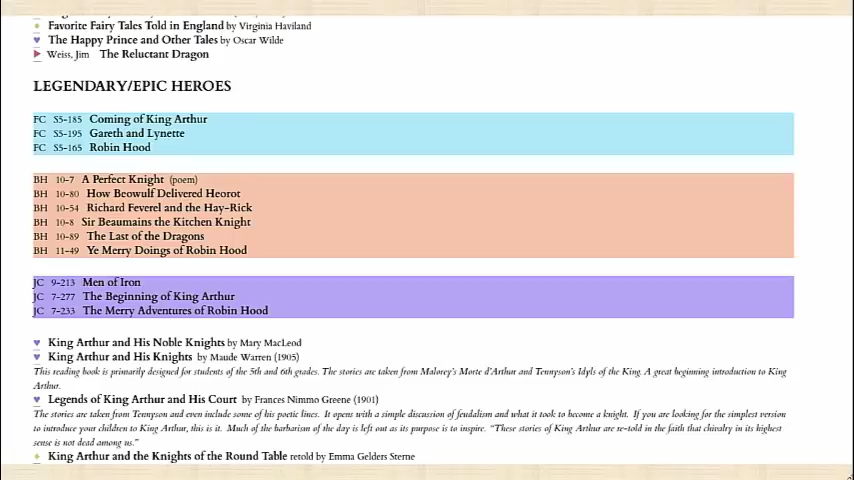 Favorite Fairy Tales Told in England by Virginia Haviland
The Happy Prince and Other Tales by Oscar Wilde
Weiss, Jim The Reluctant Dragon
LEGENDARY/EPIC HEROES
FC S5-185 Coming of King Arthur
FC S5-195 Gareth and Lynette
FC S5-165 Robin Hood
BH 10-7 A Perfect Knight (poem)
BH 10-80 How Beowulf Delivered Heorot
BH 10-54 Richard Feverel and the Hay-Rick
BH 10-8 Sir Beaumains the Kitchen Knight
BH 10-89 The Last of the Dragons
BH 11-49 Ye Merry Doings of Robin Hood
JC 9-213 Men of Iron
JC 7-277 The Beginning of King Arthur
JC 7-233 The Merry Adventures of Robin Hood
King Arthur and His Noble Knights by Mary MacLeod
King Arthur and His Knights by Maude Warren (1905)
This reading book is primarily designed for students of the 5th and 6th grades. The stories are taken from Malorey's Morte d'Arthur and Tennyson's Idyls of the King. A great beginning introduction to King
Arthur.
Legends of King Arthur and His Court by Frances Nimmo Greene (1901)
The stories are taken from Tennyson and even include some of his poetic lines. It opens with a simple discussion of feudalism and what it took to become a knight. If you are looking for the simplest version
to introduce your children to King Arthur, this is it. Much of the barbarism of the day is left out as its purpose is to inspire. "These stories of King Arthur are re-told in the faith that chivalry in its highest
sense is not dead among us."
King Arthur and the Knights of the Round Table retold by Emma Gelders Sterne